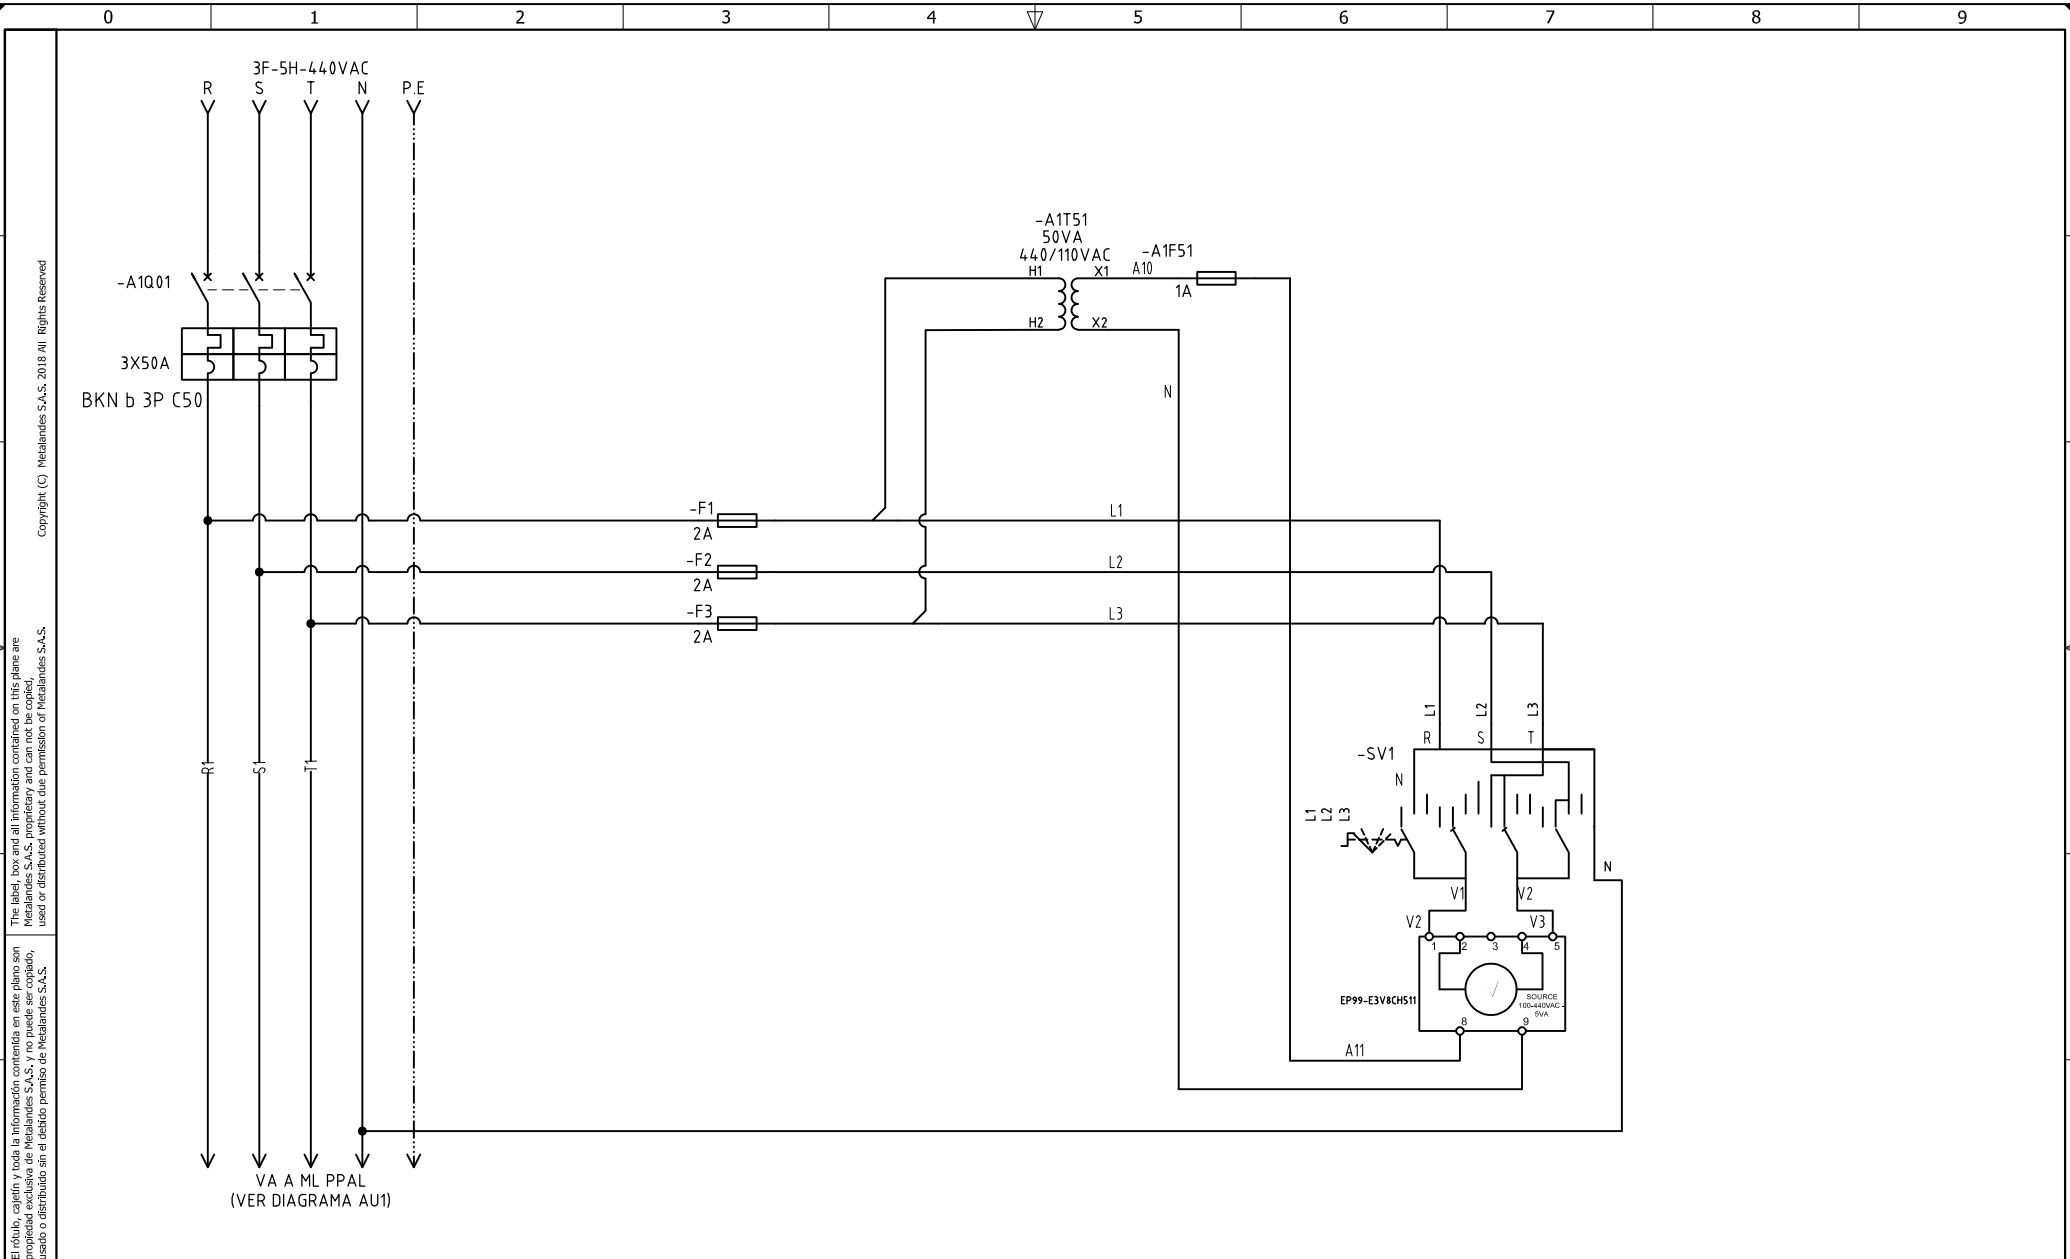 0 1 2 3 4 5 6 7 8 9
3F-5H-440VAC
R S T N P.E
-A1Q01
3X50A
BKN b 3P C50
-A1T51
50VA
440/110VAC
-A1F51
H1 X1 A10
1A
H2 X2
N
-F1
2A
L1
-F2
2A
L2
-F3
2A
L3
R1 S1 T1
L1 L2 L3
R S T
-SV1
N
L1 L2 L3
N
V1 V2
V2 V3
1 2 3 4 5
EP99-E3V8CH511
SOURCE
100-440VAC -
5VA
8 9
A11
VA A ML PPAL
(VER DIAGRAMA AU1)
Copyright (C) Metalandes S.A.S. 2018 All Rights Reserved
The label, box and all information contained on this plane are
Metalandes S.A.S. proprietary and can not be copied,
used or distributed without due permission of Metalandes S.A.S.
El rótulo, cajetín y toda la información contenida en este plano son
propiedad exclusiva de Metalandes S.A.S. y no puede ser copiado,
usado o distribuido sin el debido permiso de Metalandes S.A.S.